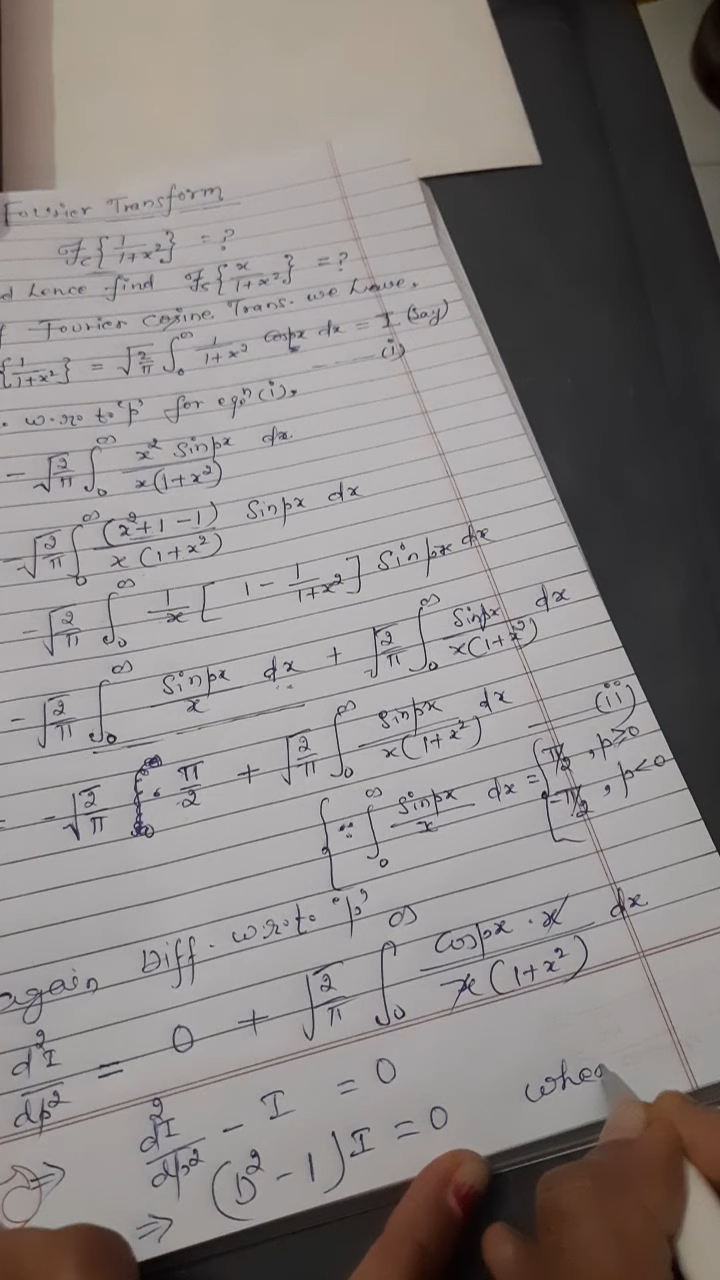 Fourier Transform
Fc{1/(1+x²)} = ?
d hence find Fs{x/(1+x²)} = ?
f Fourier cosine Trans. we have,
{1/(1+x²)} = √(2/π) ∫₀^∞ 1/(1+x²) cospx dx = I (say) ——— (i)
. w.r.to 'p' for eqⁿ(i),
- √(2/π) ∫₀^∞ x² sinpx / x(1+x²) dx.
- √(2/π) ∫₀^∞ (x²+1-1) / x(1+x²) sinpx dx
- √(2/π) ∫₀^∞ 1/x [1 - 1/(1+x²)] sinpx dx
- √(2/π) ∫₀^∞ sinpx/x dx + √(2/π) ∫₀^∞ sinpx / x(1+x²) dx
= -√(2/π) · π/2 + √(2/π) ∫₀^∞ sinpx / x(1+x²) dx ——— (ii)
{∵ ∫₀^∞ sinpx/x dx = {π/2, p≥0
-π/2, p<0
again Diff. w.r.to 'p'
d²I/dp² = 0 + √(2/π) ∫₀^∞ cospx · x / x(1+x²) dx
⇒ d²I/dp² - I = 0
⇒ (D² - 1) I = 0